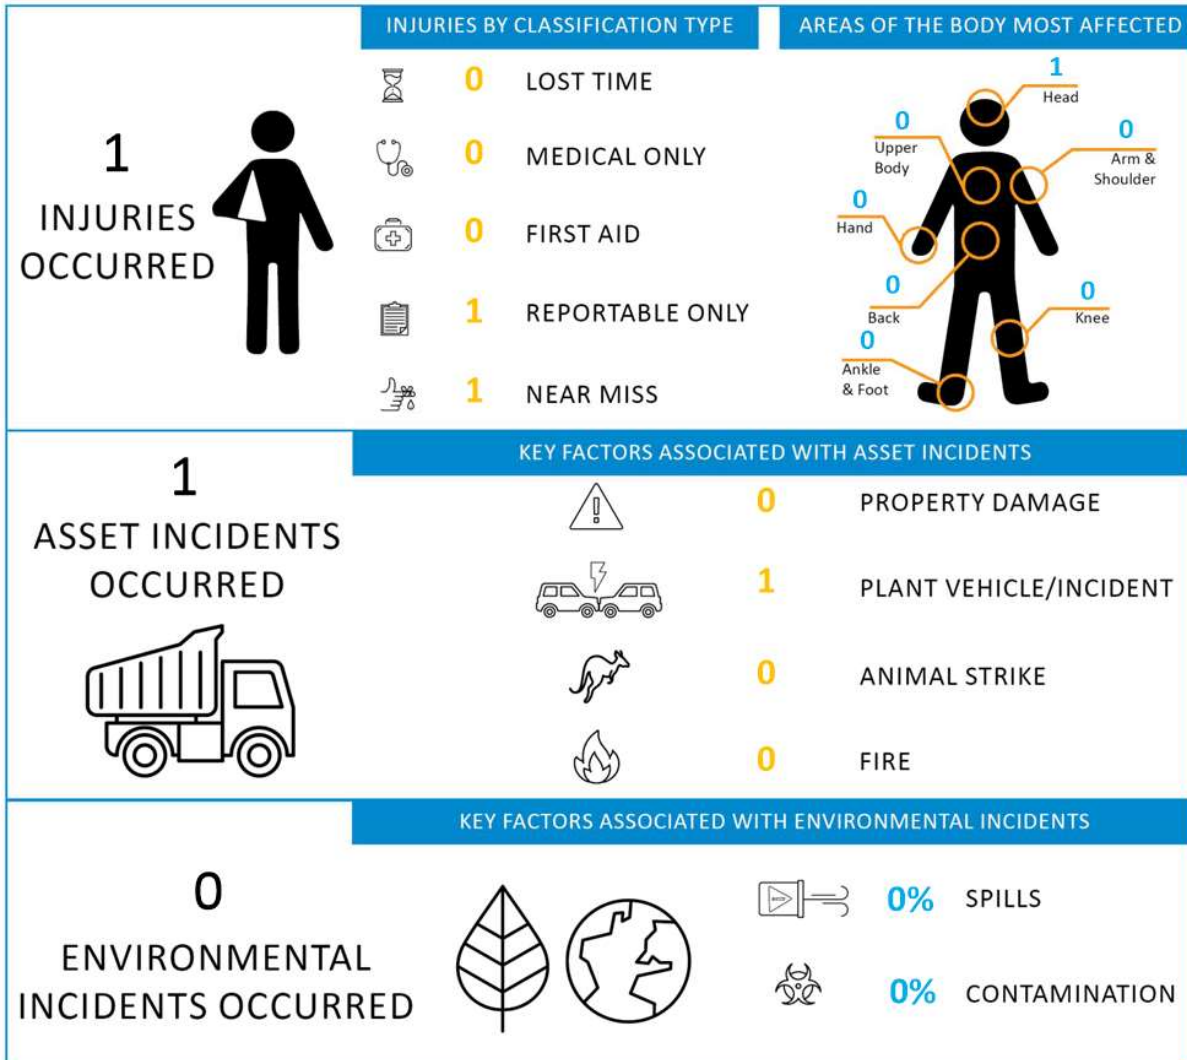 INJURIES BY CLASSIFICATION TYPE
AREAS OF THE BODY MOST AFFECTED
1
INJURIES
OCCURRED
0 LOST TIME
0 MEDICAL ONLY
0 FIRST AID
1 REPORTABLE ONLY
1 NEAR MISS
1
Head
0
Upper
Body
0
Arm &
Shoulder
0
Hand
0
Back
0
Knee
0
Ankle
& Foot
1
ASSET INCIDENTS
OCCURRED
KEY FACTORS ASSOCIATED WITH ASSET INCIDENTS
0 PROPERTY DAMAGE
1 PLANT VEHICLE/INCIDENT
0 ANIMAL STRIKE
0 FIRE
KEY FACTORS ASSOCIATED WITH ENVIRONMENTAL INCIDENTS
0
ENVIRONMENTAL
INCIDENTS OCCURRED
0% SPILLS
0% CONTAMINATION